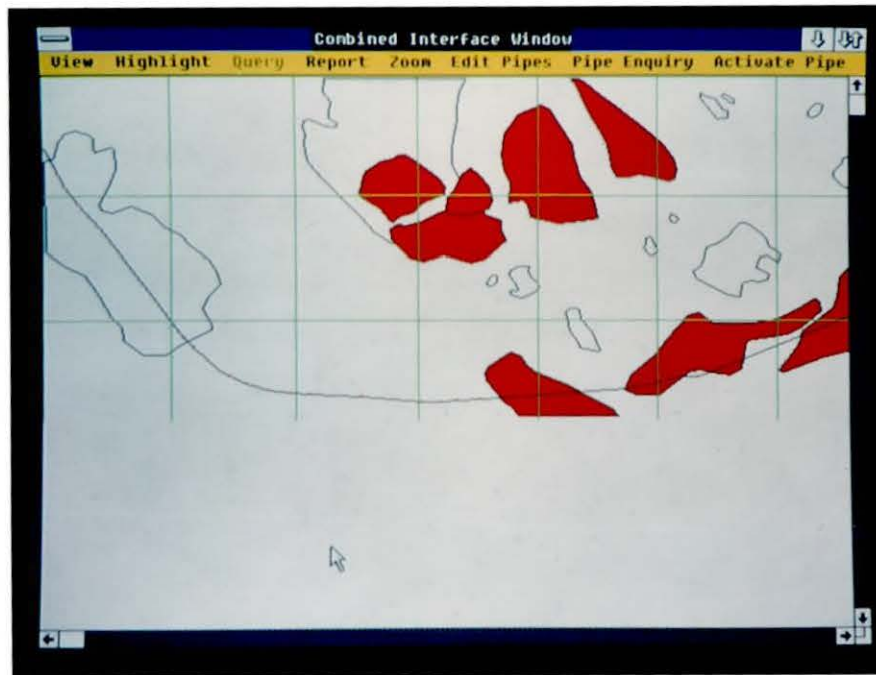 Combined Interface Window
View Highlight Query Report Zoom Edit Pipes Pipe Enquiry Activate Pipe